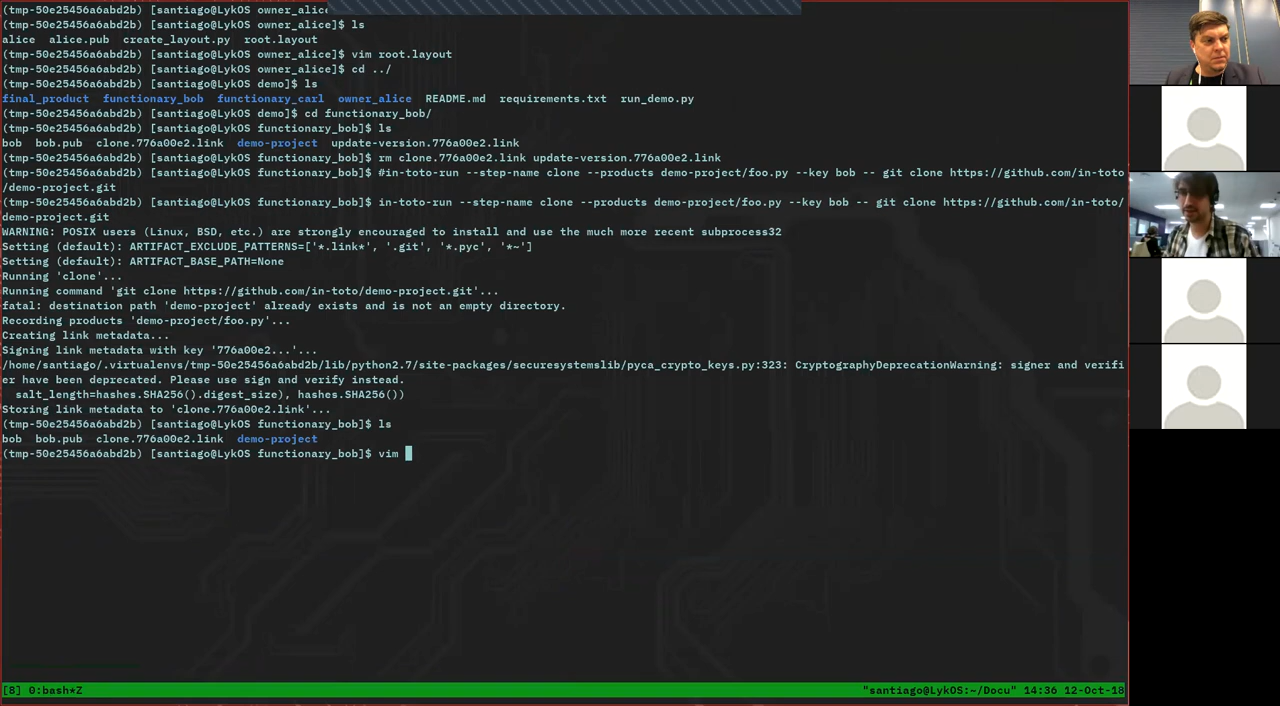 (tmp-50e25456a6abd2b) [santiago@LykOS owner_alice
(tmp-50e25456a6abd2b) [santiago@LykOS owner_alice]$ ls
alice  alice.pub  create_layout.py  root.layout
(tmp-50e25456a6abd2b) [santiago@LykOS owner_alice]$ vim root.layout
(tmp-50e25456a6abd2b) [santiago@LykOS owner_alice]$ cd ../
(tmp-50e25456a6abd2b) [santiago@LykOS demo]$ ls
final_product  functionary_bob  functionary_carl  owner_alice  README.md  requirements.txt  run_demo.py
(tmp-50e25456a6abd2b) [santiago@LykOS demo]$ cd functionary_bob/
(tmp-50e25456a6abd2b) [santiago@LykOS functionary_bob]$ ls
bob  bob.pub  clone.776a00e2.link  demo-project  update-version.776a00e2.link
(tmp-50e25456a6abd2b) [santiago@LykOS functionary_bob]$ rm clone.776a00e2.link update-version.776a00e2.link
(tmp-50e25456a6abd2b) [santiago@LykOS functionary_bob]$ #in-toto-run --step-name clone --products demo-project/foo.py --key bob -- git clone https://github.com/in-toto
/demo-project.git
(tmp-50e25456a6abd2b) [santiago@LykOS functionary_bob]$ in-toto-run --step-name clone --products demo-project/foo.py --key bob -- git clone https://github.com/in-toto/
demo-project.git
WARNING: POSIX users (Linux, BSD, etc.) are strongly encouraged to install and use the much more recent subprocess32
Setting (default): ARTIFACT_EXCLUDE_PATTERNS=['*.link*', '.git', '*.pyc', '*~']
Setting (default): ARTIFACT_BASE_PATH=None
Running 'clone'...
Running command 'git clone https://github.com/in-toto/demo-project.git'...
fatal: destination path 'demo-project' already exists and is not an empty directory.
Recording products 'demo-project/foo.py'...
Creating link metadata...
Signing link metadata with key '776a00e2...'...
/home/santiago/.virtualenvs/tmp-50e25456a6abd2b/lib/python2.7/site-packages/securesystemslib/pyca_crypto_keys.py:323: CryptographyDeprecationWarning: signer and verifi
er have been deprecated. Please use sign and verify instead.
  salt_length=hashes.SHA256().digest_size), hashes.SHA256())
Storing link metadata to 'clone.776a00e2.link'...
(tmp-50e25456a6abd2b) [santiago@LykOS functionary_bob]$ ls
bob  bob.pub  clone.776a00e2.link  demo-project
(tmp-50e25456a6abd2b) [santiago@LykOS functionary_bob]$ vim
[8] 0:bash*Z "santiago@LykOS:~/Docu" 14:36 12-Oct-18